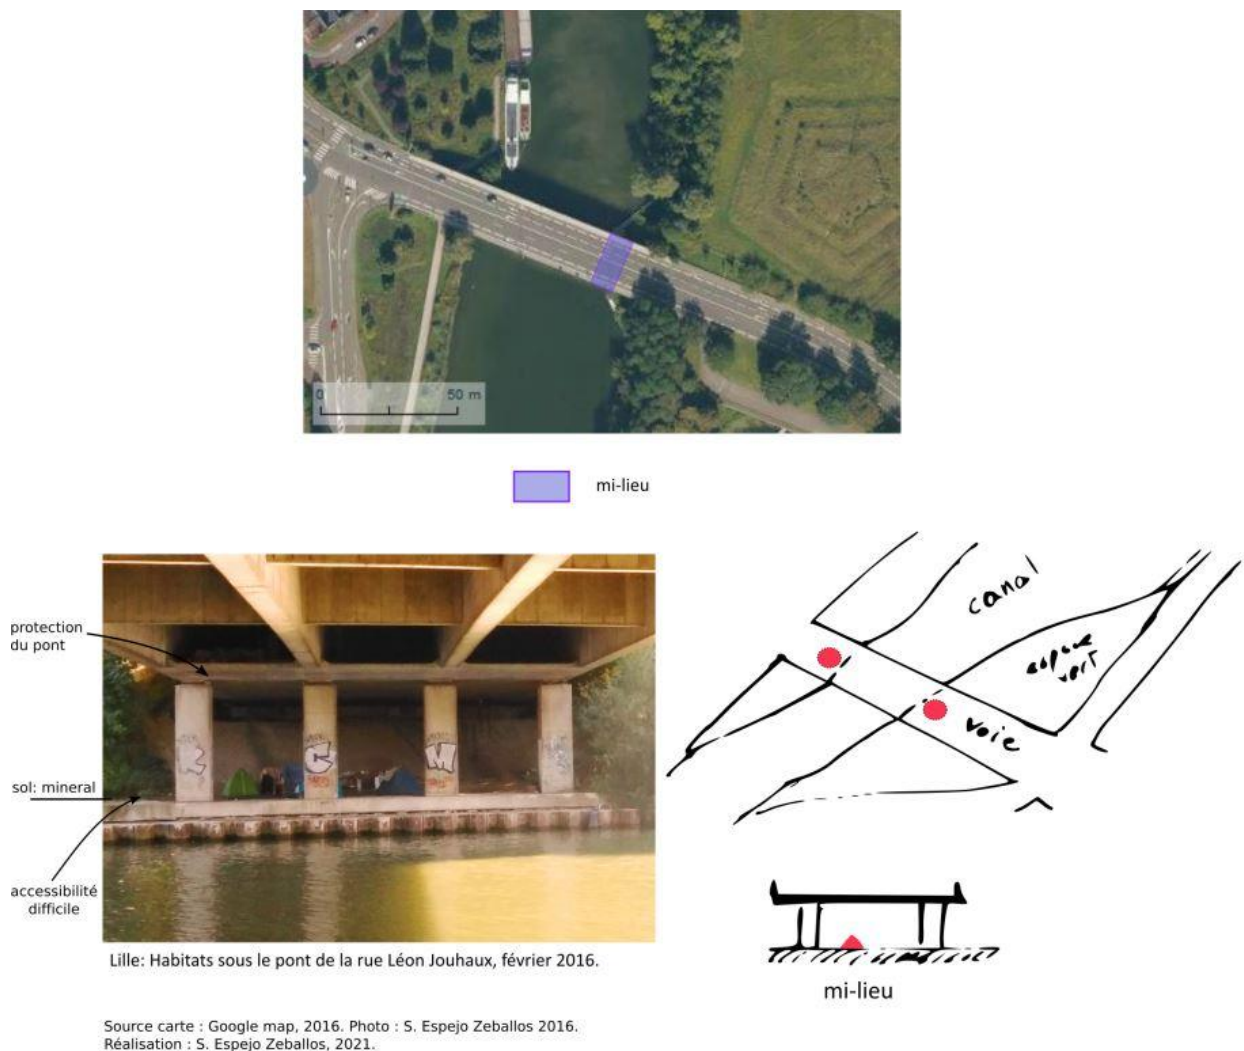 0 50 m
mi-lieu
protection
du pont
sol: mineral
accessibilité
difficile
C
M
canal
espace
vert
voie
mi-lieu
Lille: Habitats sous le pont de la rue Léon Jouhaux, février 2016.
Source carte : Google map, 2016. Photo : S. Espejo Zeballos 2016.
Réalisation : S. Espejo Zeballos, 2021.